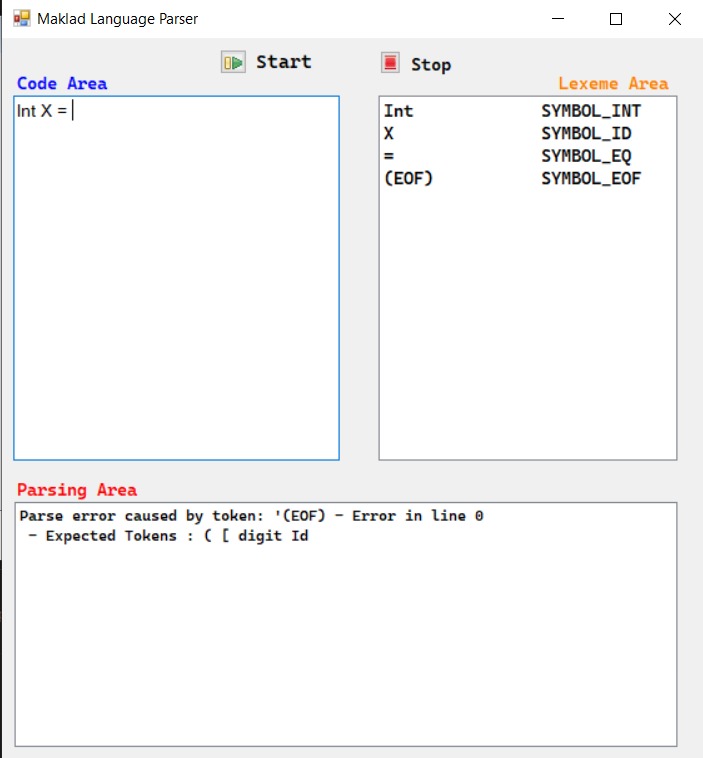 Maklad Language Parser
Start
Stop
Code Area
Lexeme Area
Int X =
Int SYMBOL_INT
X SYMBOL_ID
= SYMBOL_EQ
(EOF) SYMBOL_EOF
Parsing Area
Parse error caused by token: '(EOF) - Error in line 0
- Expected Tokens : ( [ digit Id